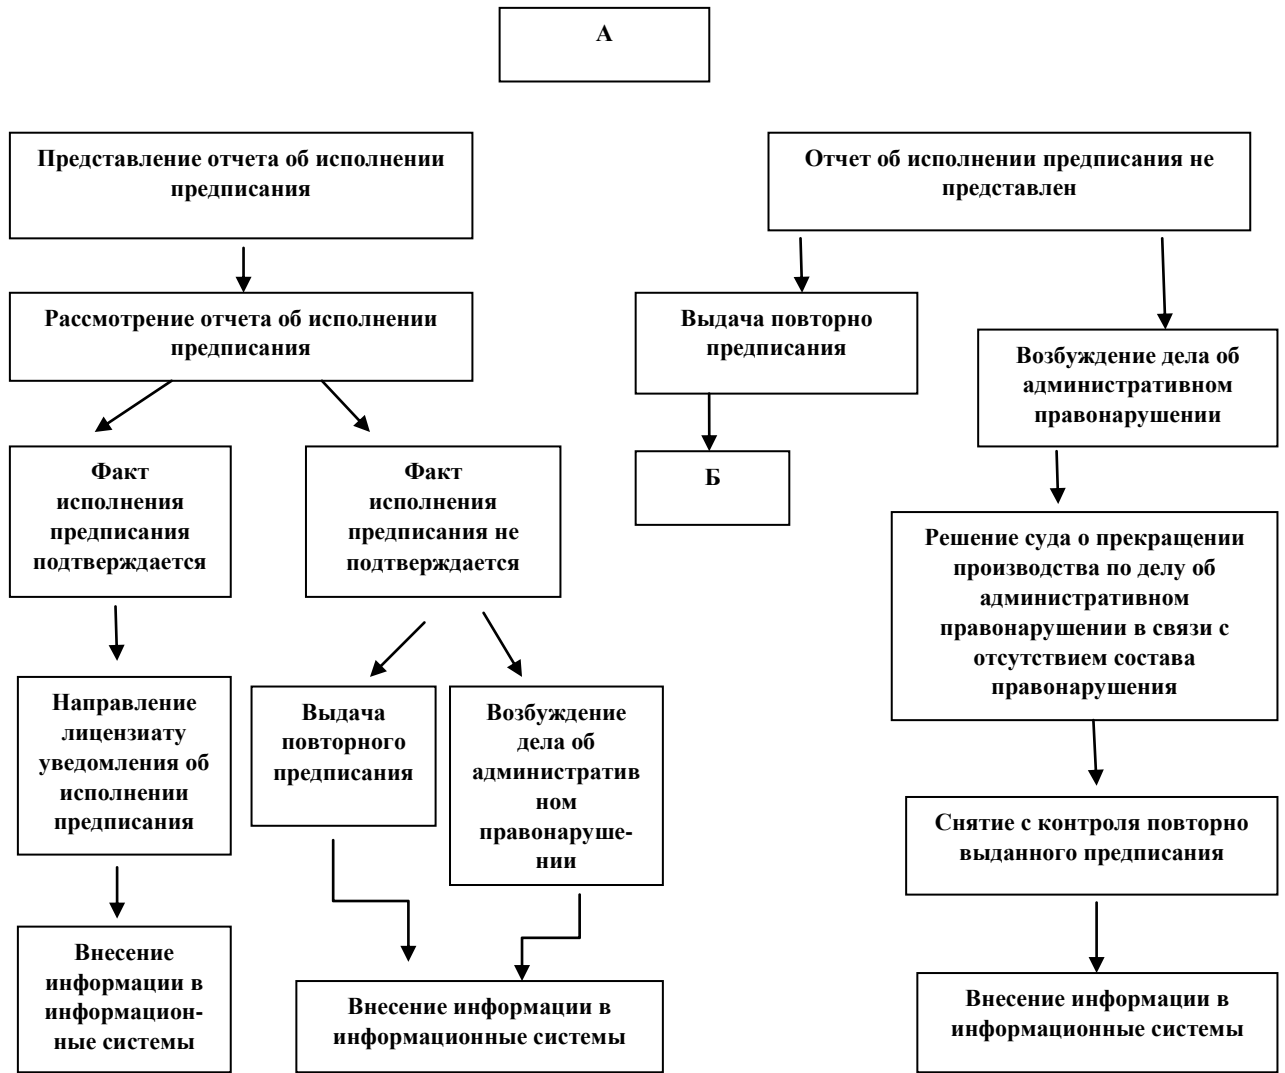 А
Представление отчета об исполнении
предписания
Отчет об исполнении предписания не
представлен
Рассмотрение отчета об исполнении
предписания
Выдача повторно
предписания
Возбуждение дела об
административном
правонарушении
Факт
исполнения
предписания
подтверждается
Факт
исполнения
предписания не
подтверждается
Б
Решение суда о прекращении
производства по делу об
административном
правонарушении в связи с
отсутствием состава
правонарушения
Направление
лицензиату
уведомления об
исполнении
предписания
Выдача
повторного
предписания
Возбуждение
дела об
административ
ном
правонаруше-
нии
Снятие с контроля повторно
выданного предписания
Внесение
информации в
информацион-
ные системы
Внесение информации в
информационные системы
Внесение информации в
информационные системы